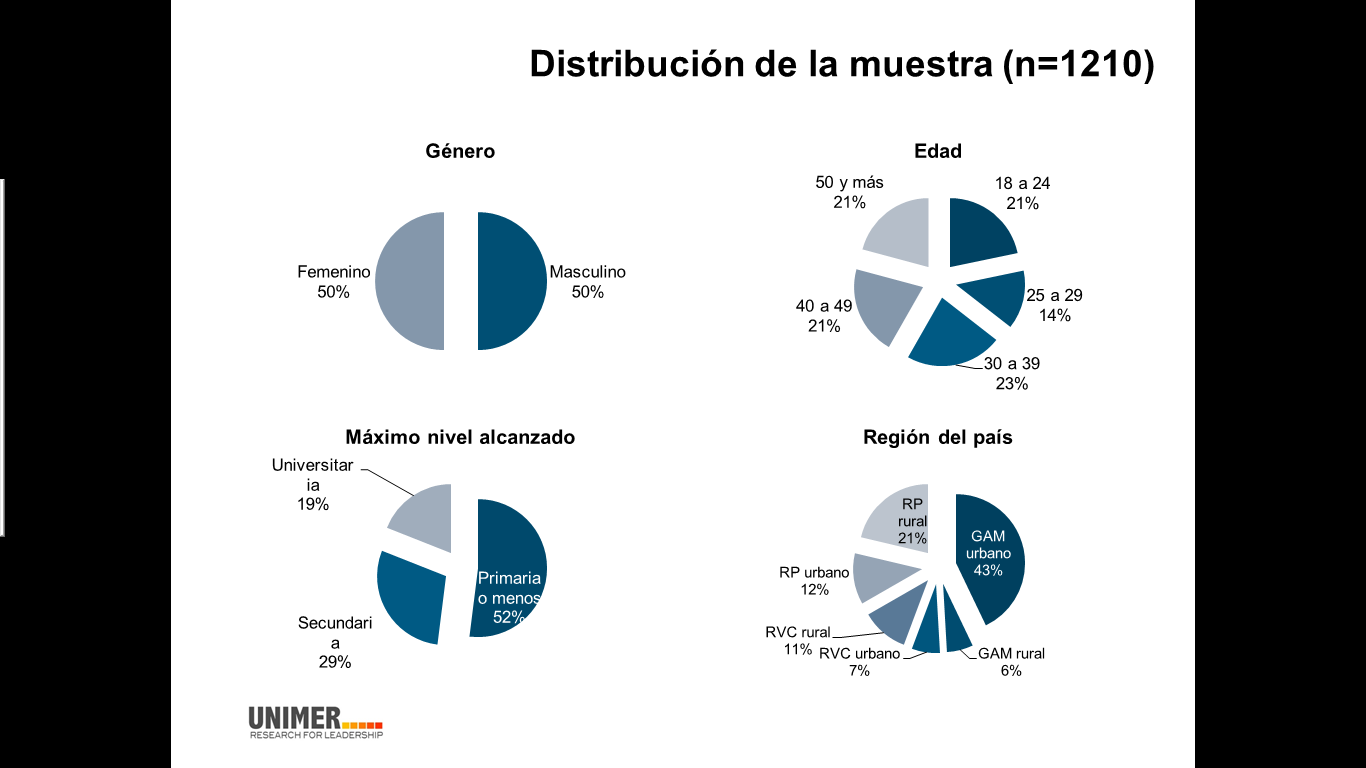 Distribución de la muestra (n=1210)
Género
Femenino
50%
Masculino
50%
Edad
50 y más
21%
18 a 24
21%
40 a 49
21%
25 a 29
14%
30 a 39
23%
Máximo nivel alcanzado
Universitar
ia
19%
Primaria
o menos
52%
Secundari
a
29%
Región del país
RP
rural
21%
GAM
urbano
43%
RP urbano
12%
RVC rural
11%
RVC urbano
7%
GAM rural
6%
UNIMER
RESEARCH FOR LEADERSHIP